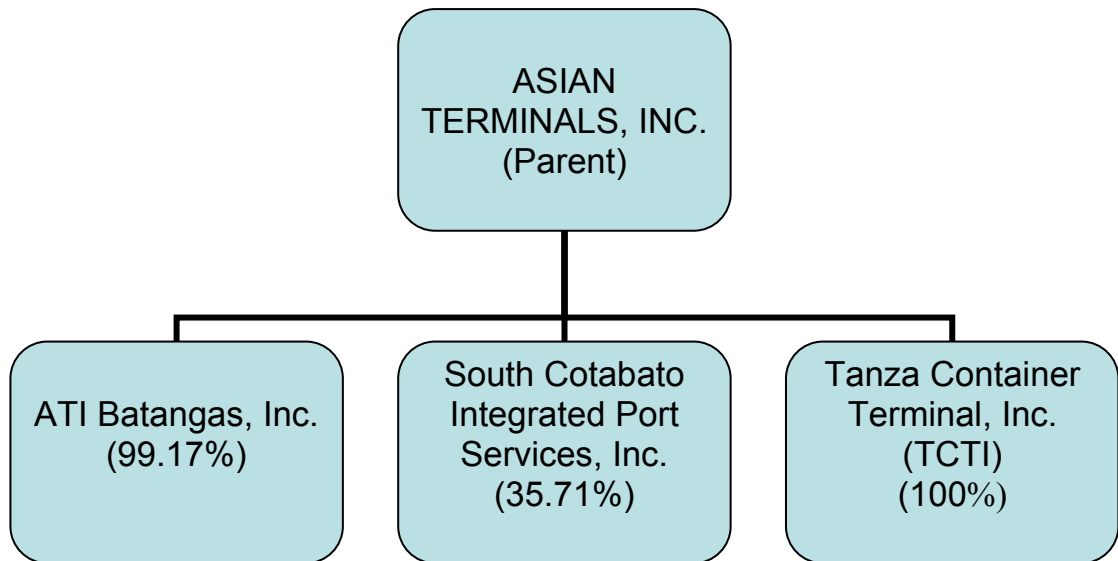 ASIAN
TERMINALS, INC.
(Parent)
ATI Batangas, Inc.
(99.17%)
South Cotabato
Integrated Port
Services, Inc.
(35.71%)
Tanza Container
Terminal, Inc.
(TCTI)
(100%)